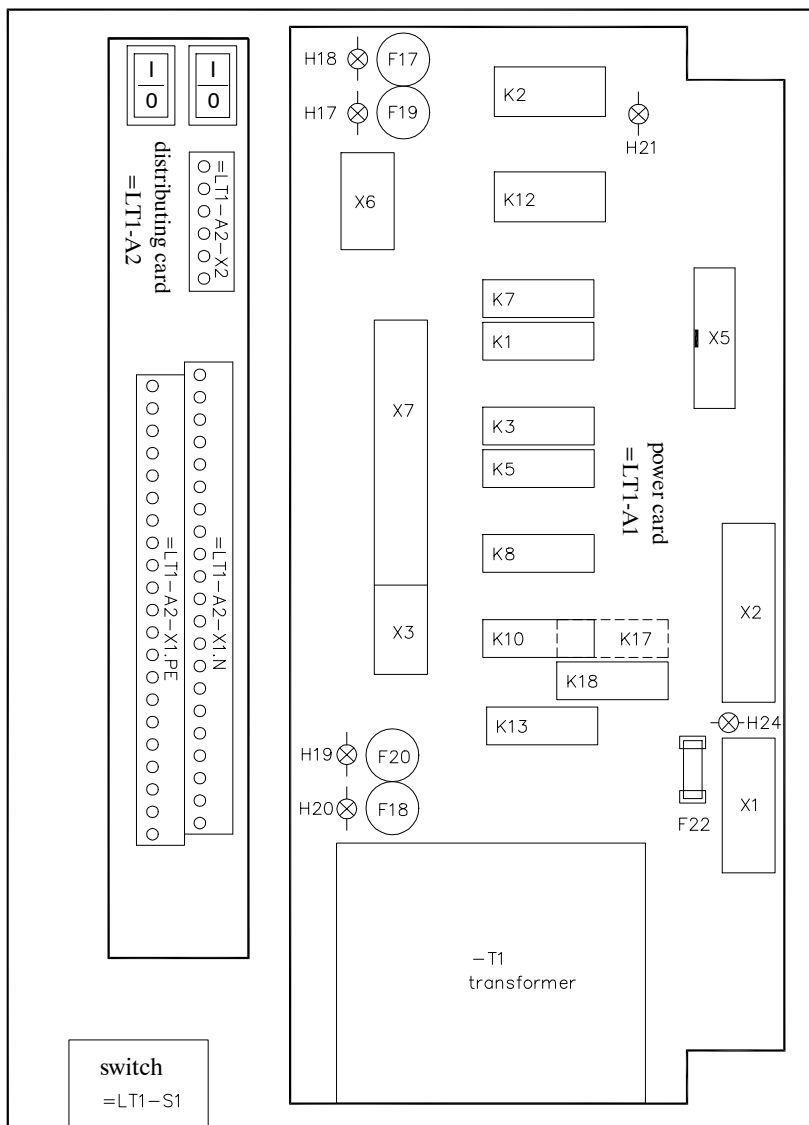 I
0
I
0
distributing card
=LT1-A2
=LT1-A2-X2
=LT1-A2-X1.PE
=LT1-A2-X1.N
switch
=LT1-S1
H18
F17
H17
F19
K2
H21
X6
K12
K7
K1
X5
X7
K3
K5
power card
=LT1-A1
K8
X2
X3
K10
K17
K18
K13
H24
H19
F20
H20
F18
F22
X1
-T1
transformer